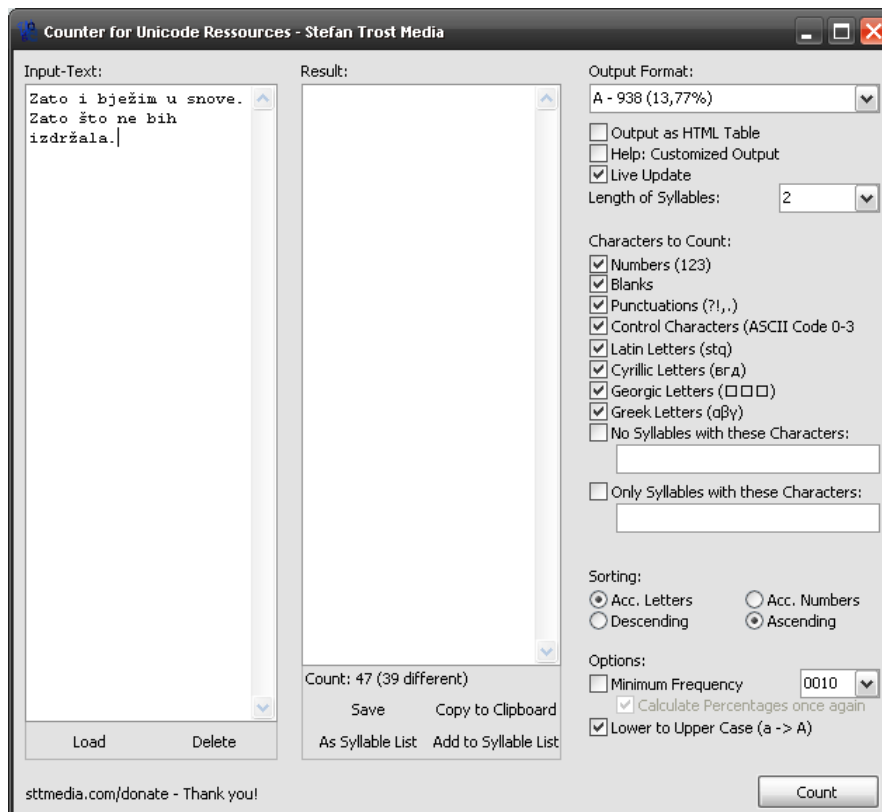 Counter for Unicode Ressources - Stefan Trost Media
Input-Text:
Zato i bježim u snove.
Zato što ne bih
izdržala.
Load
Delete
sttmedia.com/donate - Thank you!
Result:
Count: 47 (39 different)
Save
Copy to Clipboard
As Syllable List
Add to Syllable List
Output Format:
A - 938 (13,77%)
Output as HTML Table
Help: Customized Output
Live Update
Length of Syllables:
2
Characters to Count:
Numbers (123)
Blanks
Punctuations (?!,.)
Control Characters (ASCII Code 0-3
Latin Letters (stq)
Cyrillic Letters (вгд)
Georgic Letters (□□□)
Greek Letters (αβγ)
No Syllables with these Characters:
Only Syllables with these Characters:
Sorting:
Acc. Letters
Acc. Numbers
Descending
Ascending
Options:
Minimum Frequency
0010
Calculate Percentages once again
Lower to Upper Case (a -> A)
Count